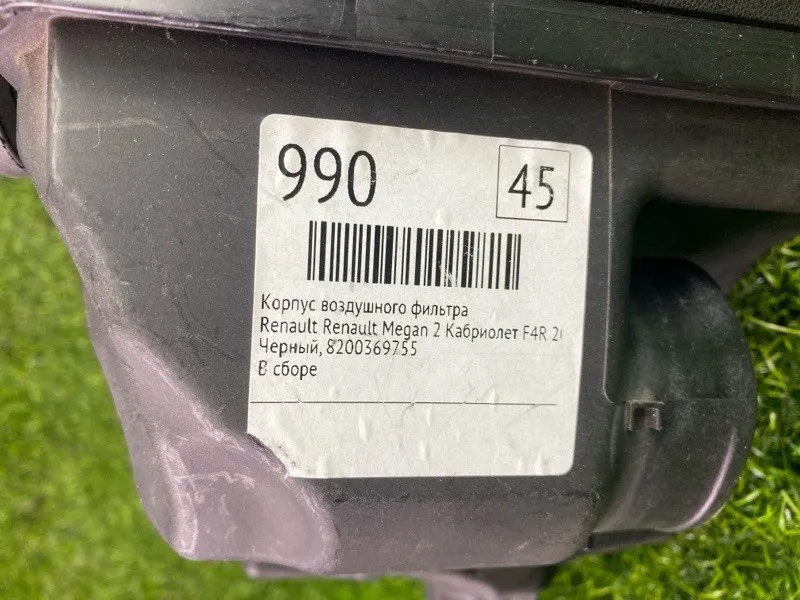 990
45
Корпус воздушного фильтра
Renault Renault Megan 2 Кабриолет F4R
Черный, 8200369755
В сборе